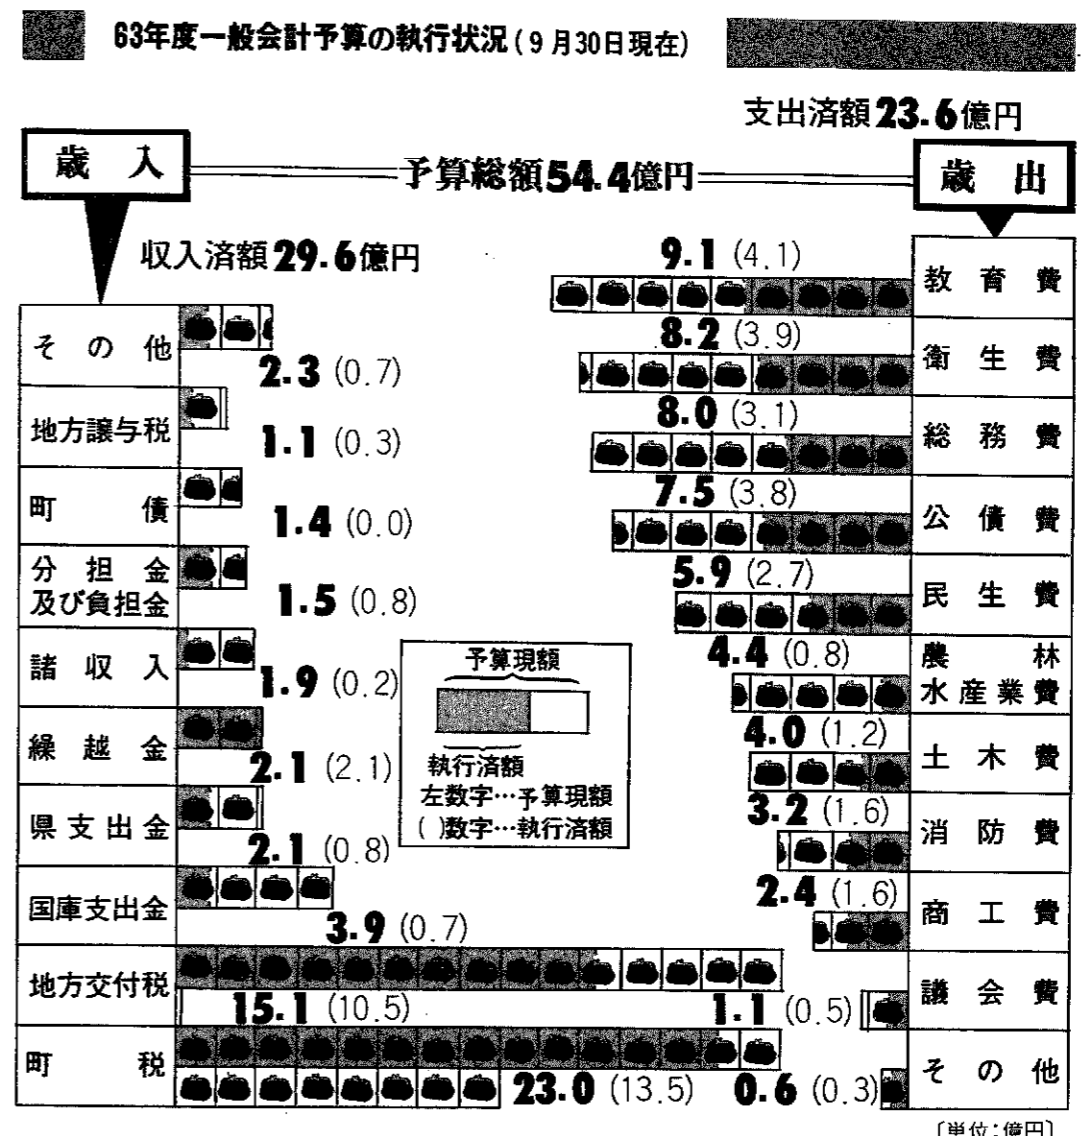 63年度一般会計予算の執行状況(9月30日現在)
支出済額23.6億円
歳入
予算総額54.4億円
歳出
収入済額29.6億円
その他
2.3(0.7)
地方譲与税
1.1(0.3)
町債
1.4(0.0)
分担金
及び負担金
1.5(0.8)
諸収入
1.9(0.2)
繰越金
2.1(2.1)
県支出金
2.1(0.8)
国庫支出金
3.9(0.7)
地方交付税
15.1(10.5)
町税
23.0(13.5)
予算現額
執行済額
左数字…予算現額
( )数字…執行済額
9.1(4.1)
教育費
8.2(3.9)
衛生費
8.0(3.1)
総務費
7.5(3.8)
公債費
5.9(2.7)
民生費
4.4(0.8)
農林
水産業費
4.0(1.2)
土木費
3.2(1.6)
消防費
2.4(1.6)
商工費
1.1(0.5)
議会費
0.6(0.3)
その他
〔単位:億円〕